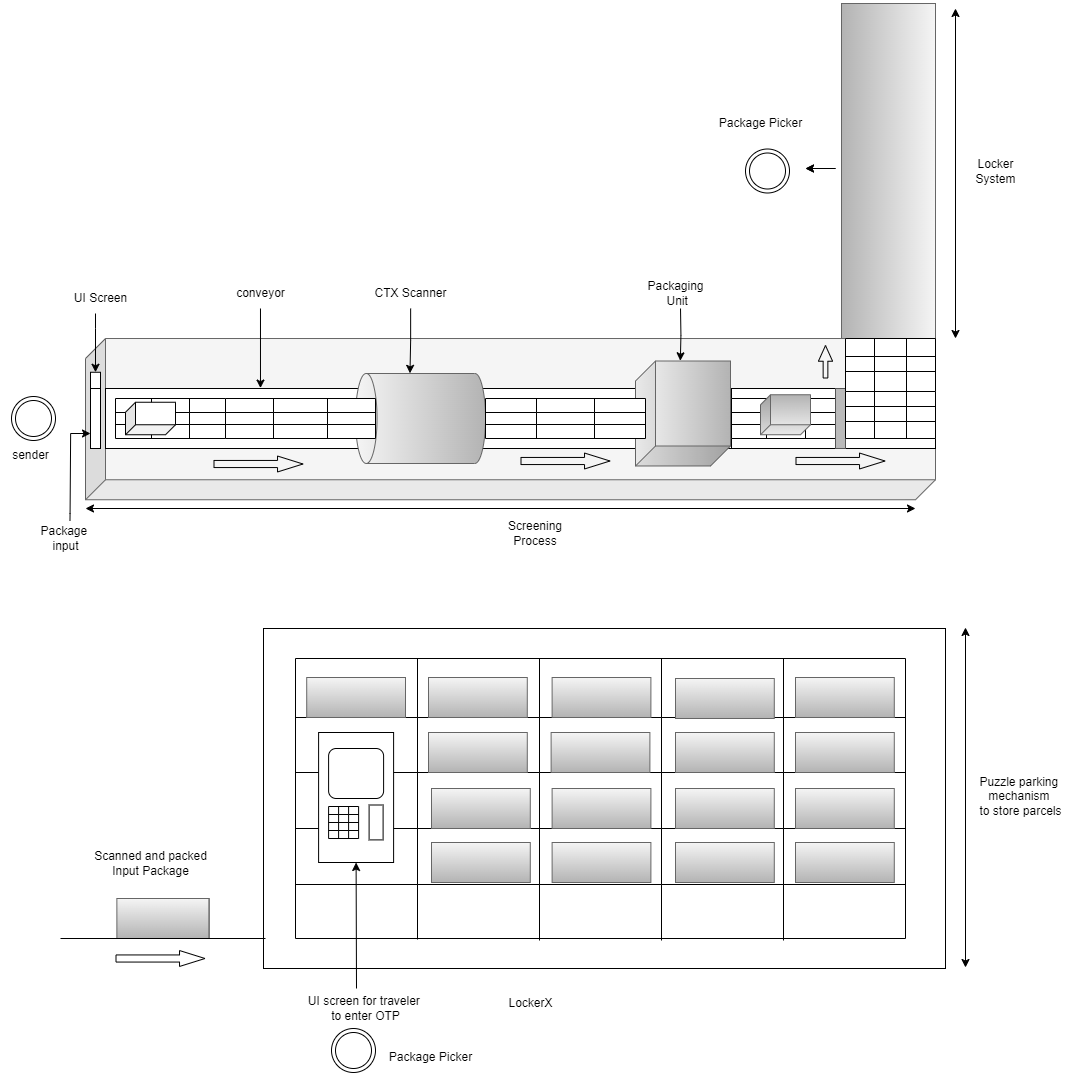 Package Picker
Locker
System
UI Screen
conveyor
CTX Scanner
Packaging
Unit
sender
Package
input
Screening
Process
Puzzle parking
mechanism
to store parcels
Scanned and packed
Input Package
UI screen for traveler
to enter OTP
LockerX
Package Picker